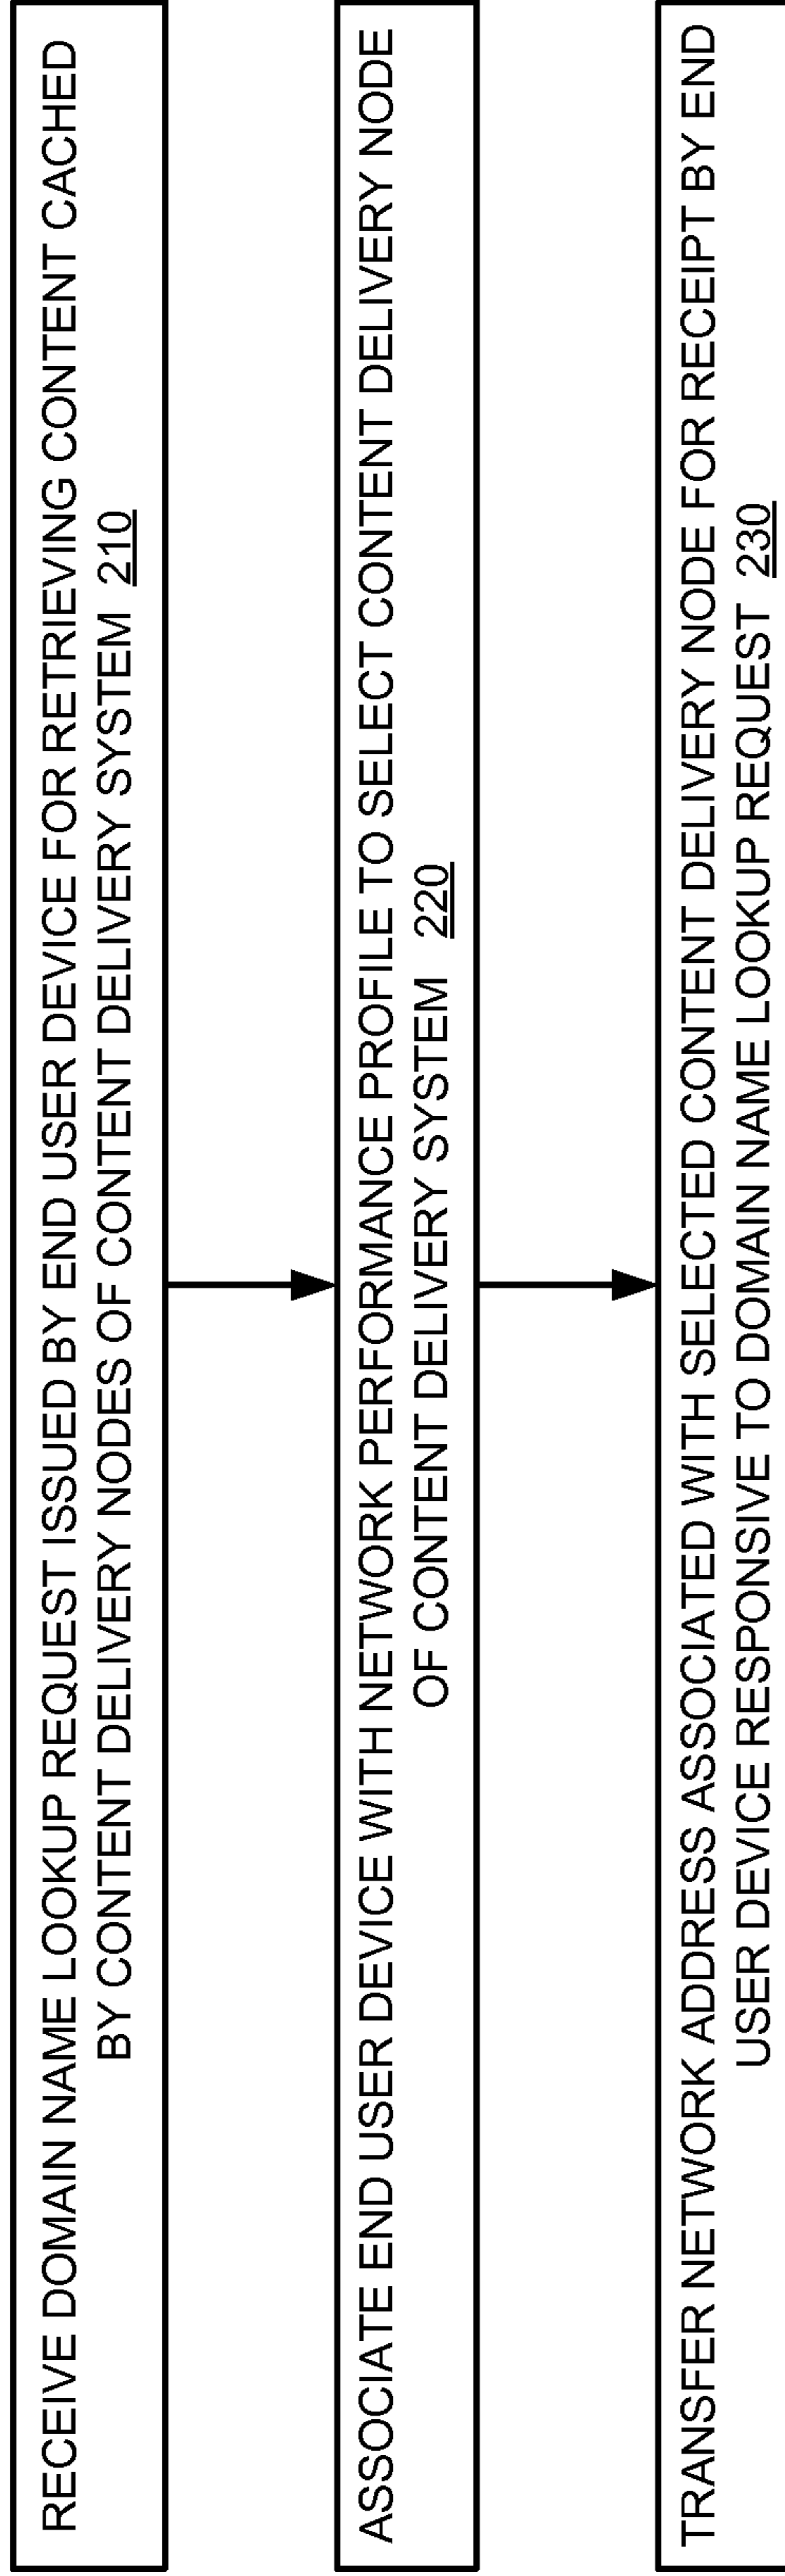 RECEIVE DOMAIN NAME LOOKUP REQUEST ISSUED BY END USER DEVICE FOR RETRIEVING CONTENT CACHED
BY CONTENT DELIVERY NODES OF CONTENT DELIVERY SYSTEM 210
ASSOCIATE END USER DEVICE WITH NETWORK PERFORMANCE PROFILE TO SELECT CONTENT DELIVERY NODE
OF CONTENT DELIVERY SYSTEM 220
TRANSFER NETWORK ADDRESS ASSOCIATED WITH SELECTED CONTENT DELIVERY NODE FOR RECEIPT BY END
USER DEVICE RESPONSIVE TO DOMAIN NAME LOOKUP REQUEST 230